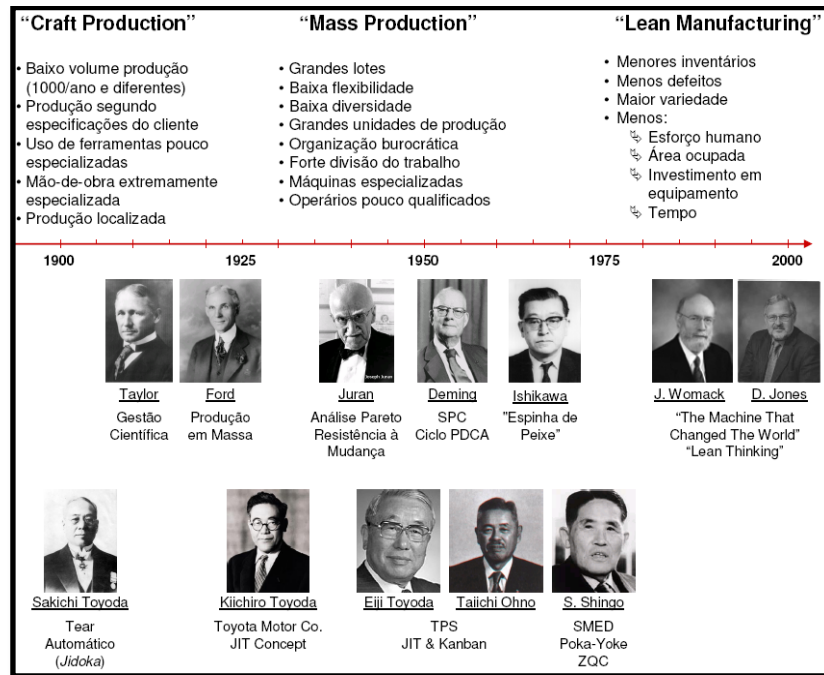 “Craft Production”
• Baixo volume produção
(1000/ano e diferentes)
• Produção segundo
especificações do cliente
• Uso de ferramentas pouco
especializadas
• Mão-de-obra extremamente
especializada
• Produção localizada
“Mass Production”
• Grandes lotes
• Baixa flexibilidade
• Baixa diversidade
• Grandes unidades de produção
• Organização burocrática
• Forte divisão do trabalho
• Máquinas especializadas
• Operários pouco qualificados
“Lean Manufacturing”
• Menores inventários
• Menos defeitos
• Maior variedade
• Menos:
Esforço humano
Área ocupada
Investimento em
equipamento
Tempo
1900
1925
1950
1975
2000
Taylor
Gestão
Científica
Ford
Produção
em Massa
Joseph Juran
Juran
Análise Pareto
Resistência à
Mudança
Deming
SPC
Ciclo PDCA
Ishikawa
”Espinha de
Peixe”
J. Womack
D. Jones
“The Machine That
Changed The World”
“Lean Thinking”
Sakichi Toyoda
Tear
Automático
(Jidoka)
Kiichiro Toyoda
Toyota Motor Co.
JIT Concept
Eiji Toyoda
Taiichi Ohno
TPS
JIT & Kanban
S. Shingo
SMED
Poka-Yoke
ZQC